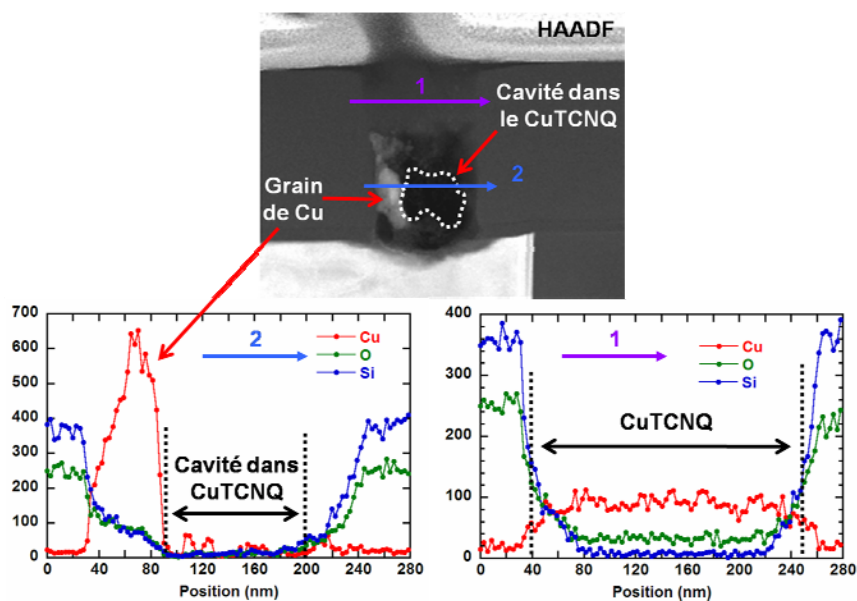 HAADF
1
Cavité dans
le CuTCNQ
2
Grain
de Cu
700
600
500
400
300
200
100
0
2
Cu
O
Si
Cavité dans
CuTCNQ
0 40 80 120 160 200 240 280
Position (nm)
400
300
200
100
0
1
Cu
O
Si
CuTCNQ
0 40 80 120 160 200 240 280
Position (nm)